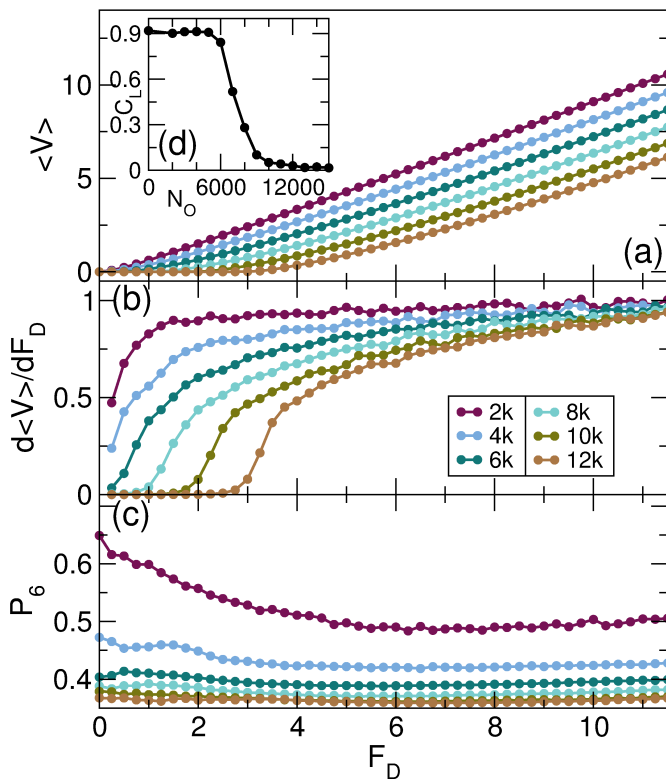 <V>
10
5
0
(a)
0.9
0.6
0.3
0
C_L
(d)
0 6000 12000
N_O
(b)
d<V>/dF_D
1
0.5
0
2k 8k
4k 10k
6k 12k
(c)
P_6
0.6
0.5
0.4
0 2 4 6 8 10
F_D